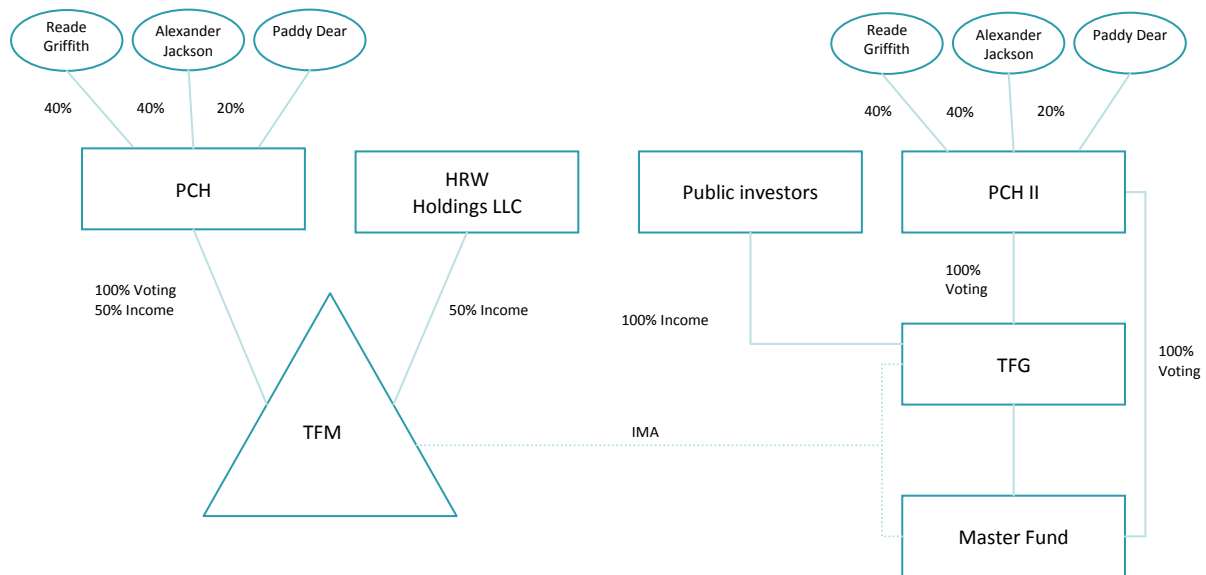 Reade
Griffith
Alexander
Jackson
Paddy Dear
Reade
Griffith
Alexander
Jackson
Paddy Dear
40%
40%
20%
40%
40%
20%
PCH
HRW
Holdings LLC
Public investors
PCH II
100% Voting
50% Income
50% Income
100% Income
100%
Voting
100%
Voting
TFG
TFM
IMA
Master Fund